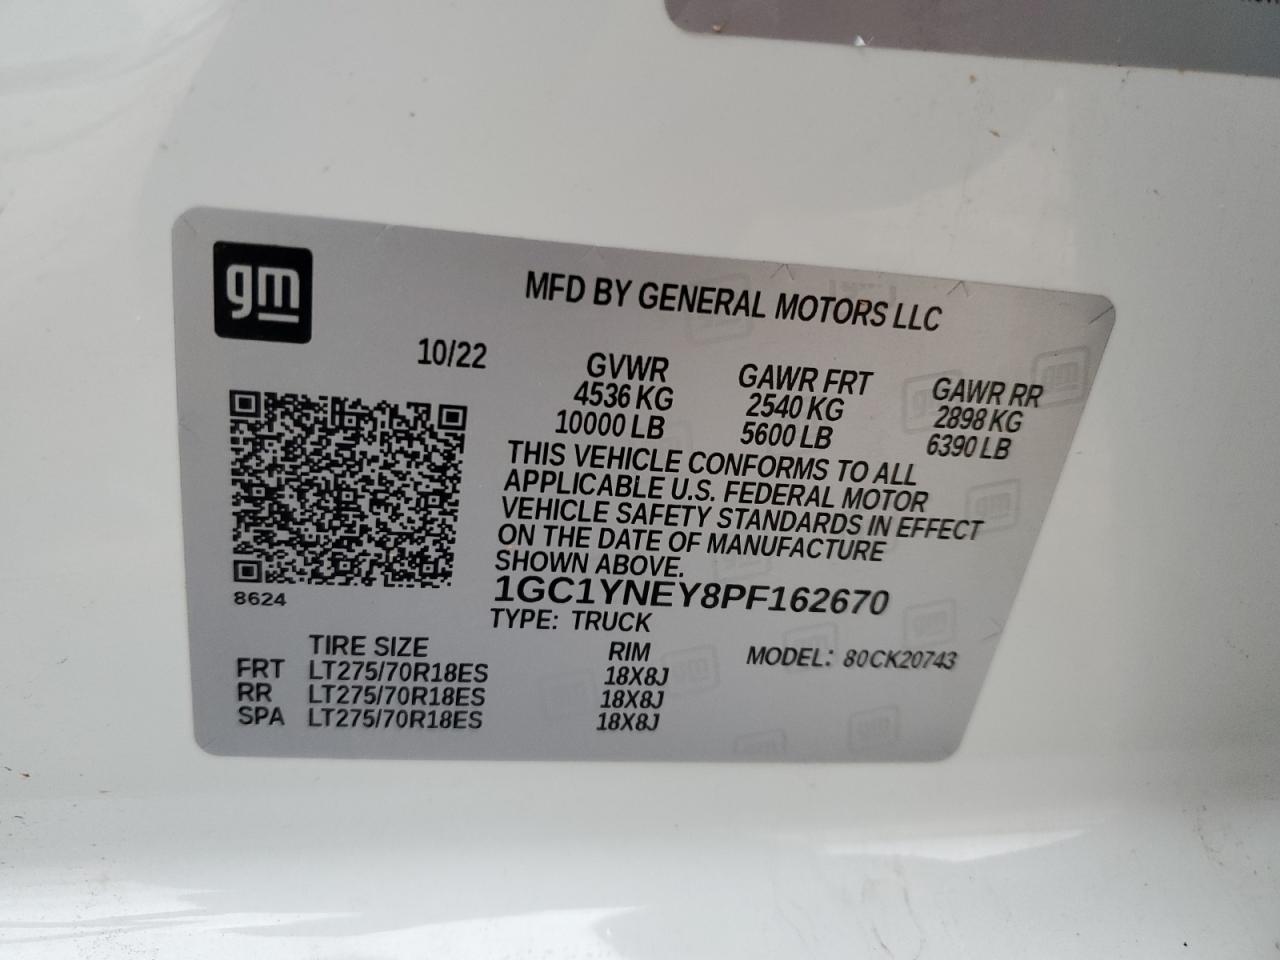 gm
MFD BY GENERAL MOTORS LLC
10/22
GVWR GAWR FRT GAWR RR
4536 KG 2540 KG 2898 KG
10000 LB 5600 LB 6390 LB
THIS VEHICLE CONFORMS TO ALL
APPLICABLE U.S. FEDERAL MOTOR
VEHICLE SAFETY STANDARDS IN EFFECT
ON THE DATE OF MANUFACTURE
SHOWN ABOVE.
8624
1GC1YNEY8PF162670
TYPE: TRUCK
TIRE SIZE RIM MODEL: 80CK20743
FRT LT275/70R18ES 18X8J
RR LT275/70R18ES 18X8J
SPA LT275/70R18ES 18X8J